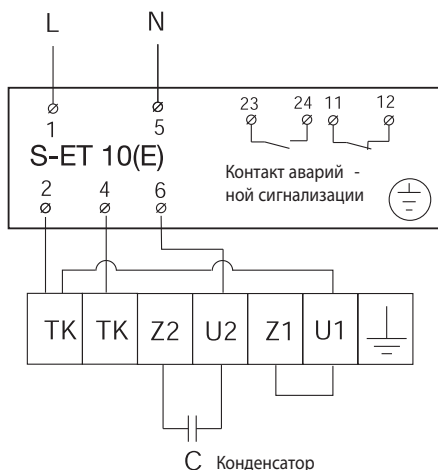 L N
23 24 11 12
1 5
S-ET 10(E)
Контакт аварий -
ной сигнализации
2 4 6
TK TK Z2 U2 Z1 U1
C Конденсатор